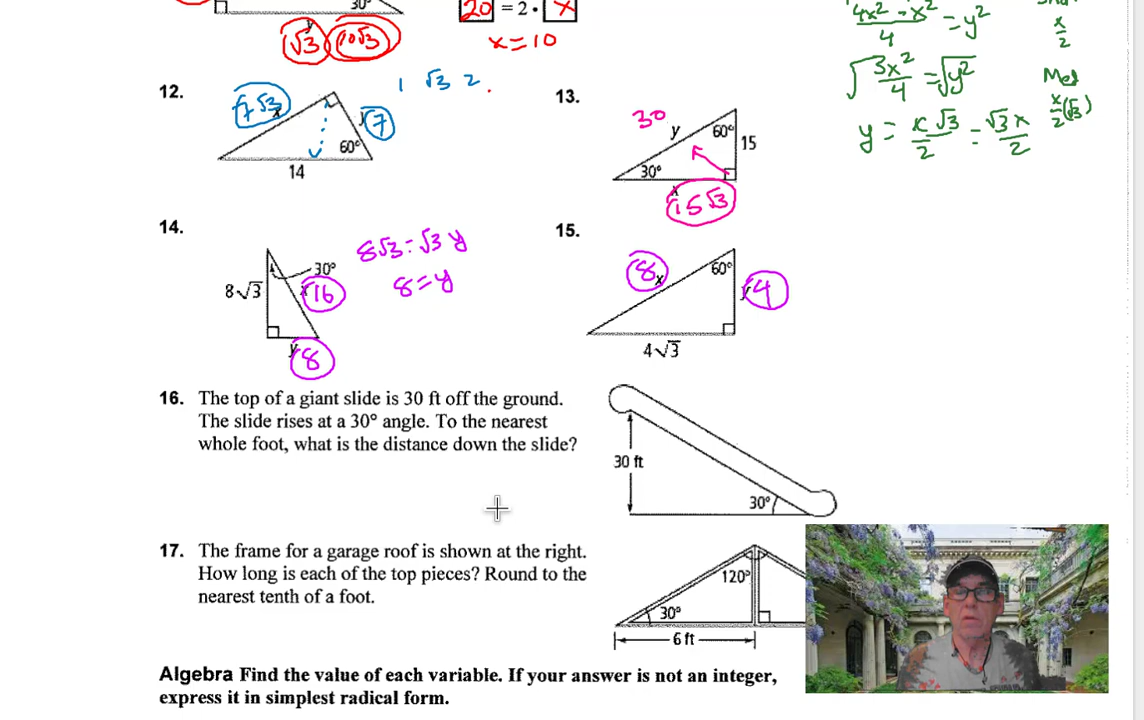 30°
√3 10√3
20 = 2 · x
x = 10
4x² - x² / 4 = y²
x/2
√3x²/4 = √y²
x/2(√3)
y = x√3/2 = √3x/2
12.
7√3
x
1 √3 2
y 7
60°
14
13.
30
y
60°
15
30°
x
15√3
14.
8√3 = √3 y
8 = y
30°
8√3
x 16
y 8
15.
8 x
60°
y 4
4√3
16. The top of a giant slide is 30 ft off the ground.
The slide rises at a 30° angle. To the nearest
whole foot, what is the distance down the slide?
30 ft
30°
17. The frame for a garage roof is shown at the right.
How long is each of the top pieces? Round to the
nearest tenth of a foot.
120°
30°
6 ft
Algebra Find the value of each variable. If your answer is not an integer,
express it in simplest radical form.